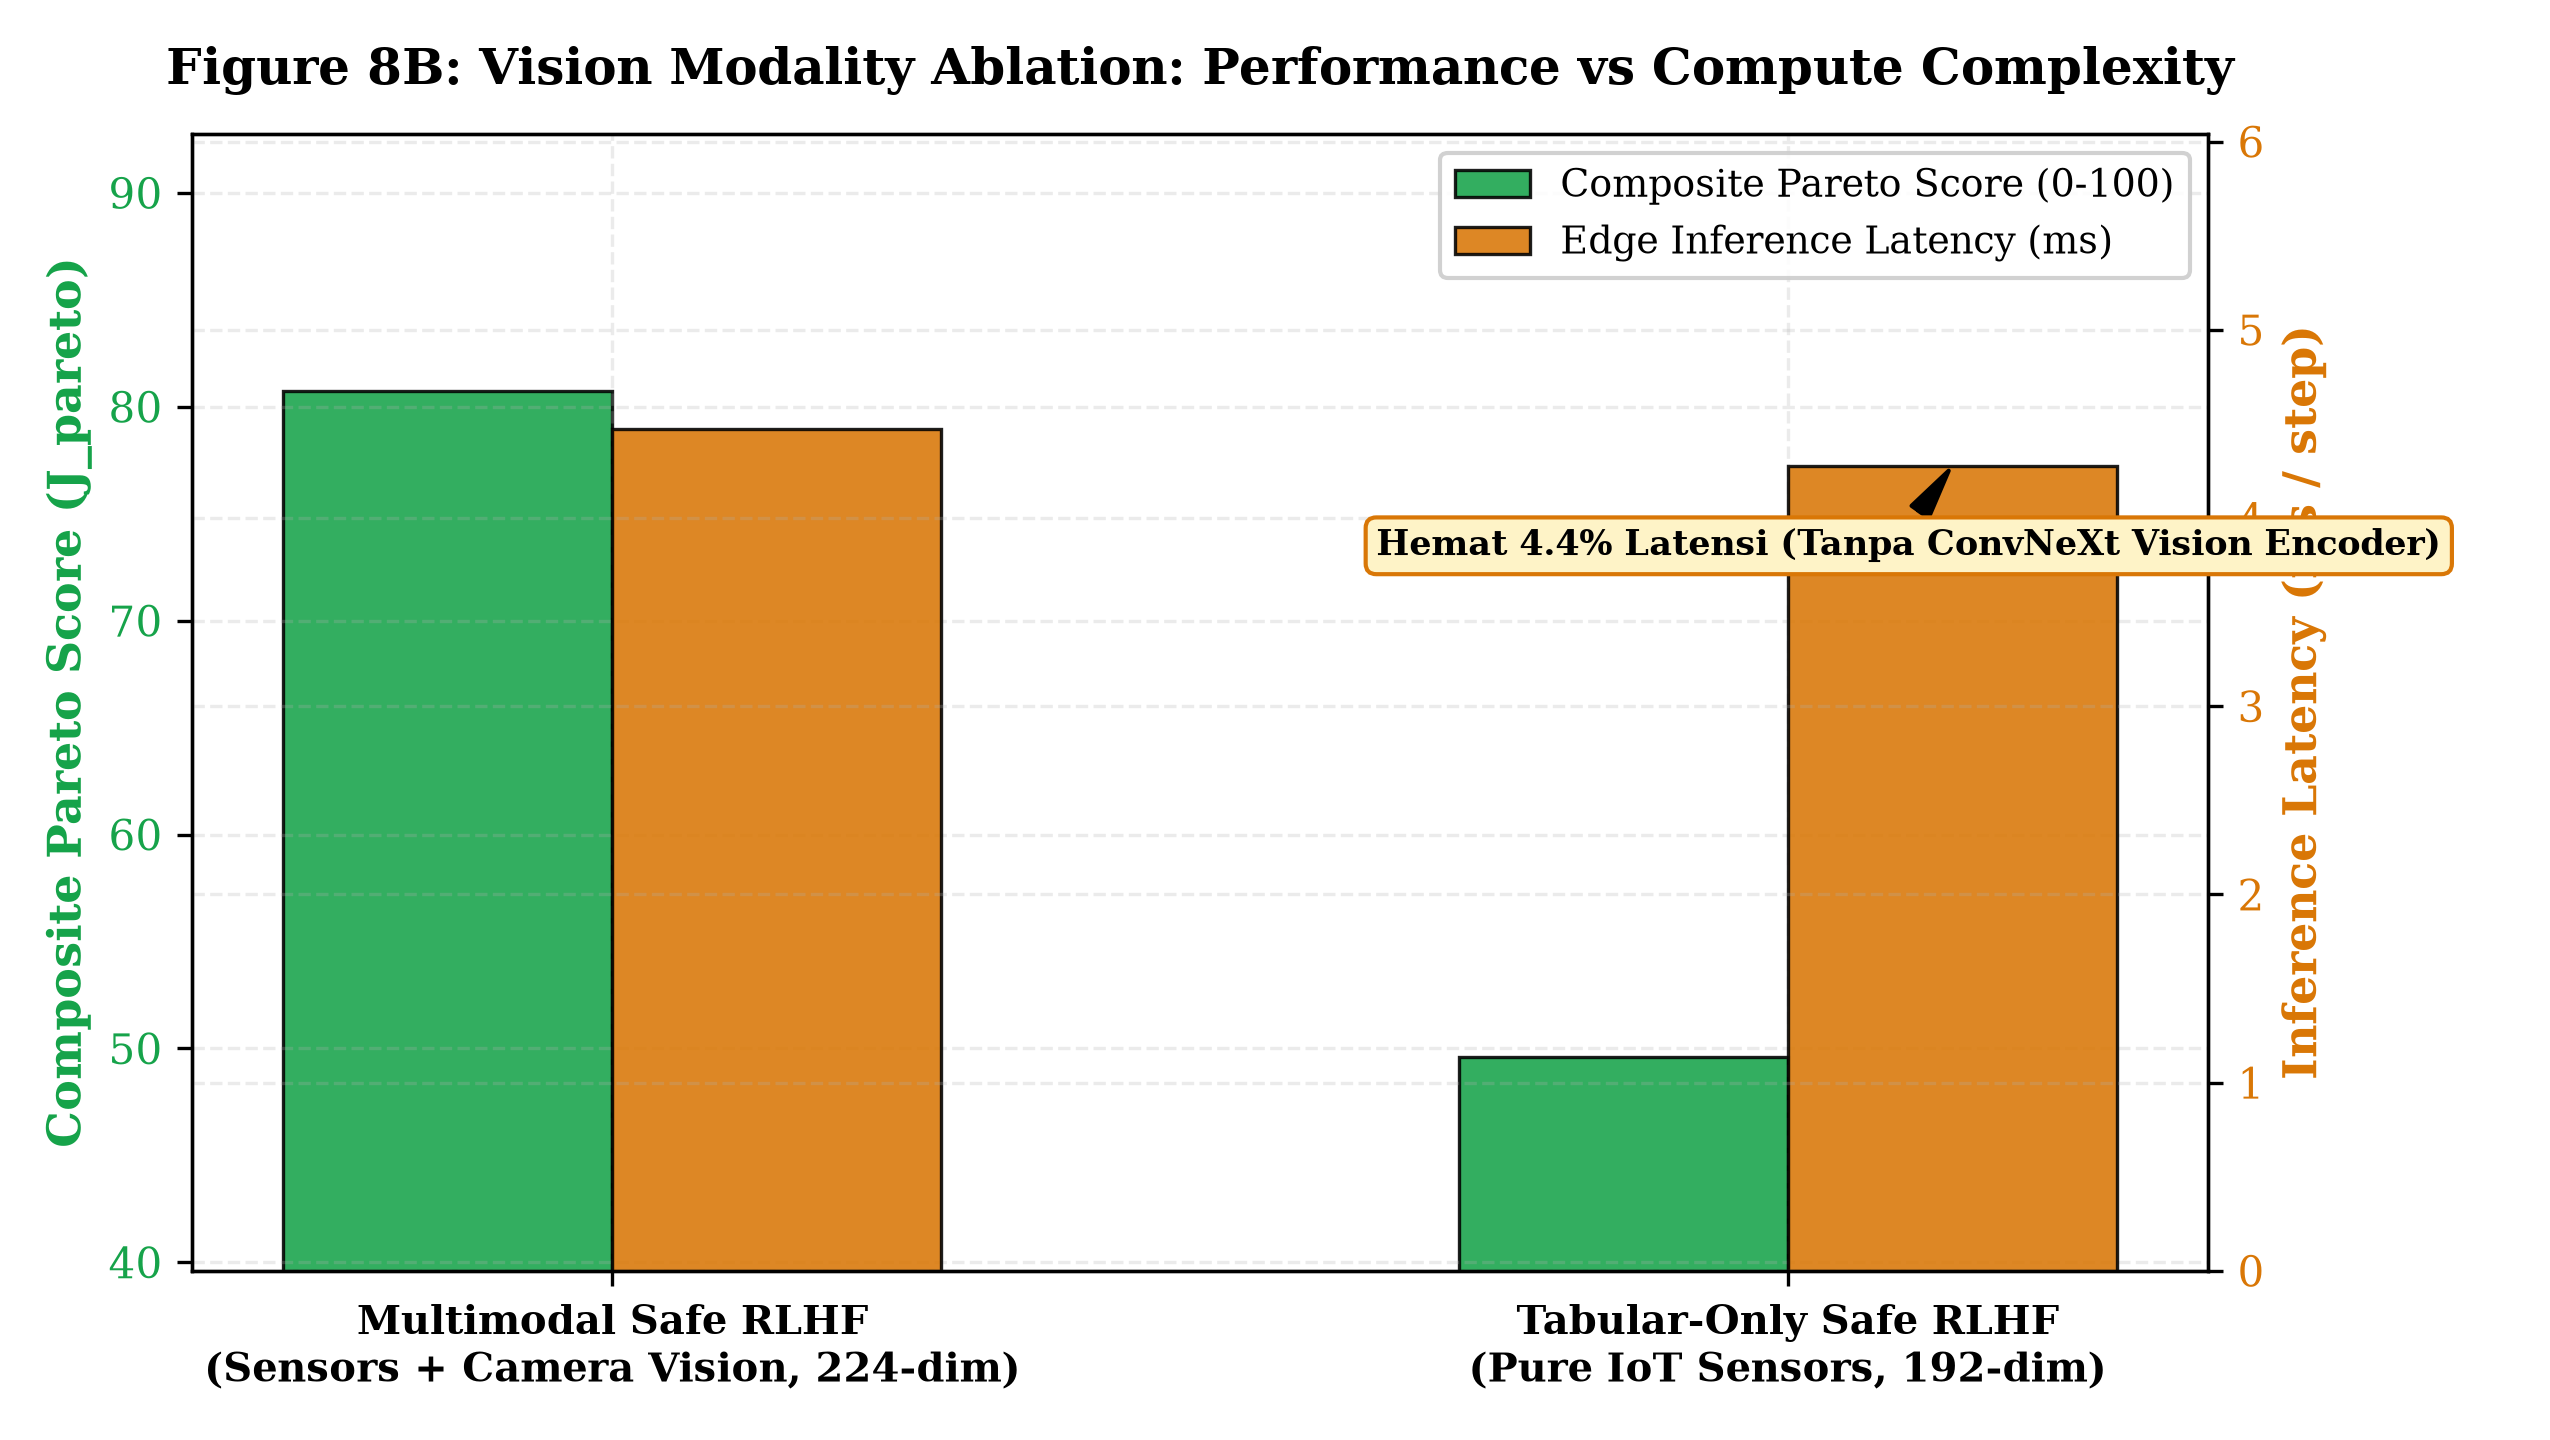 Figure 8B: Vision Modality Ablation: Performance vs Compute Complexity
Composite Pareto Score (J_pareto)
90
80
70
60
50
40
Composite Pareto Score (0-100)
Edge Inference Latency (ms)
Hemat 4.4% Latensi (Tanpa ConvNeXt Vision Encoder)
6
5
3
2
1
0
Inference Latency ( / step)
Multimodal Safe RLHF
(Sensors + Camera Vision, 224-dim)
Tabular-Only Safe RLHF
(Pure IoT Sensors, 192-dim)